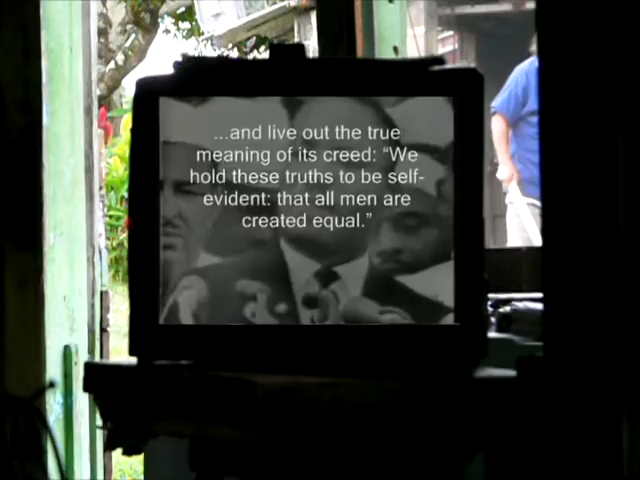 ...and live out the true
meaning of its creed: “We
hold these truths to be self-
evident: that all men are
created equal.”